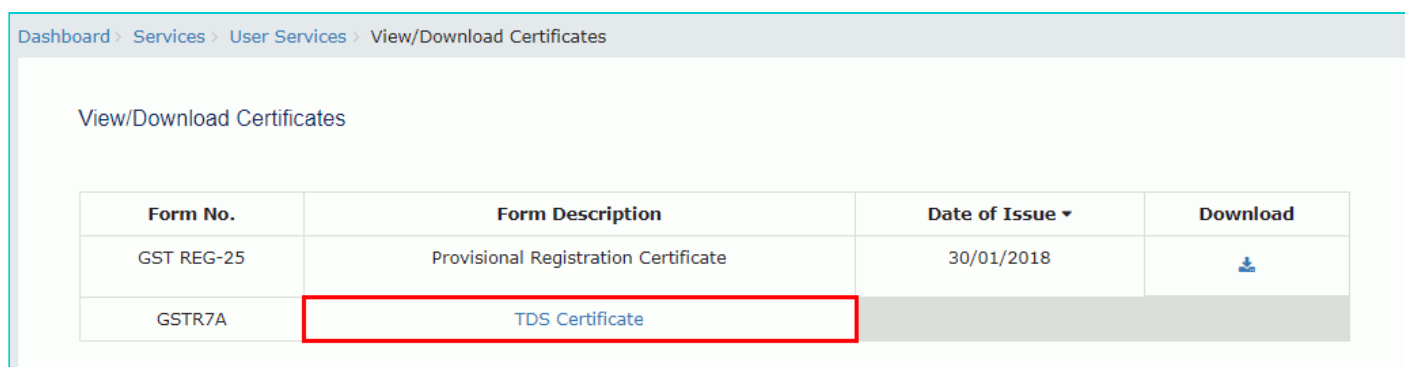 Dashboard > Services > User Services > View/Download Certificates
View/Download Certificates
Form No. Form Description Date of Issue ▾ Download
GST REG-25 Provisional Registration Certificate 30/01/2018
GSTR7A TDS Certificate